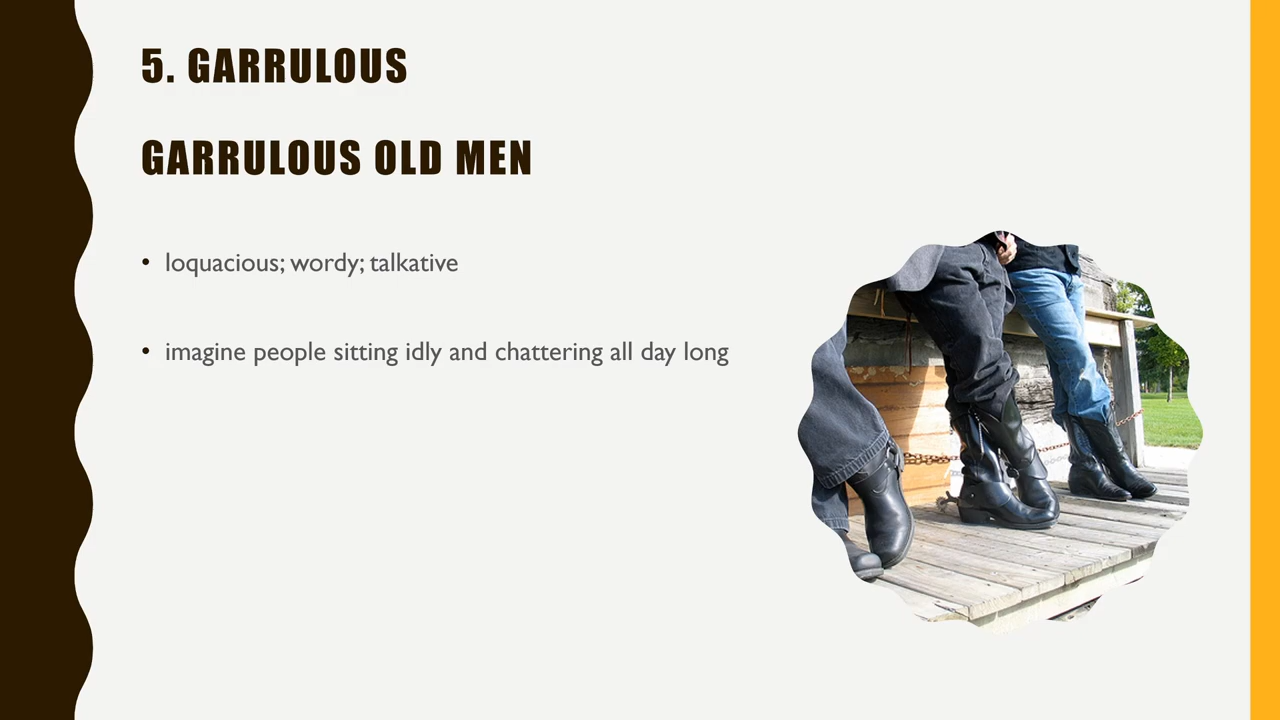 5. GARRULOUS
GARRULOUS OLD MEN
• loquacious; wordy; talkative
• imagine people sitting idly and chattering all day long